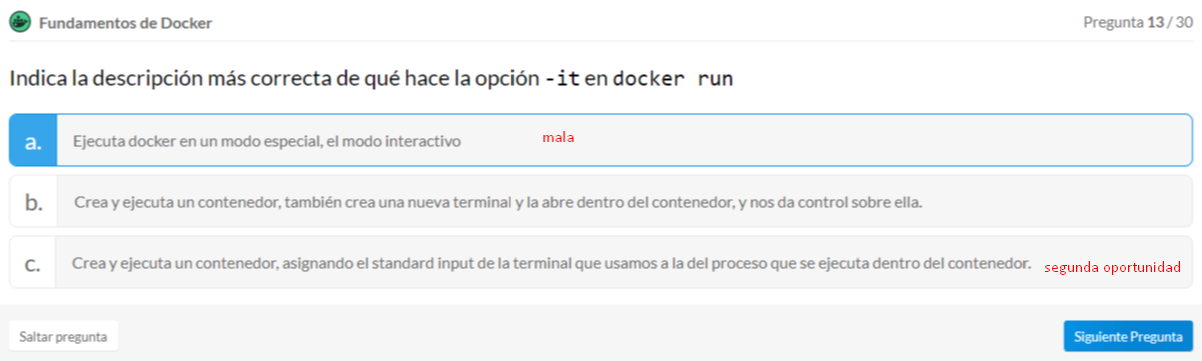 Fundamentos de Docker
Pregunta 13 / 30
Indica la descripción más correcta de qué hace la opción -it en docker run
a. Ejecuta docker en un modo especial, el modo interactivo mala
b. Crea y ejecuta un contenedor, también crea una nueva terminal y la abre dentro del contenedor, y nos da control sobre ella.
c. Crea y ejecuta un contenedor, asignando el standard input de la terminal que usamos a la del proceso que se ejecuta dentro del contenedor. segunda oportunidad
Saltar pregunta
Siguiente Pregunta